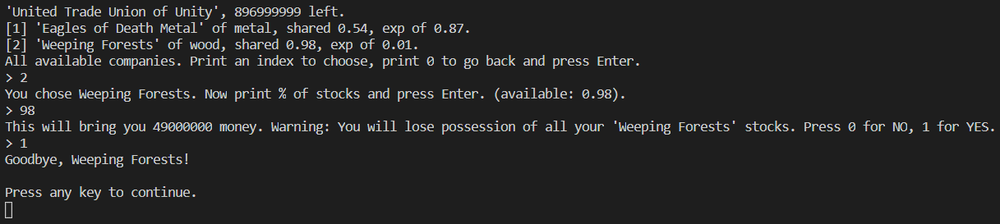 'United Trade Union of Unity', 896999999 left.
[1] 'Eagles of Death Metal' of metal, shared 0.54, exp of 0.87.
[2] 'Weeping Forests' of wood, shared 0.98, exp of 0.01.
All available companies. Print an index to choose, print 0 to go back and press Enter.
> 2
You chose Weeping Forests. Now print % of stocks and press Enter. (available: 0.98).
> 98
This will bring you 49000000 money. Warning: You will lose possession of all your 'Weeping Forests' stocks. Press 0 for NO, 1 for YES.
> 1
Goodbye, Weeping Forests!
Press any key to continue.